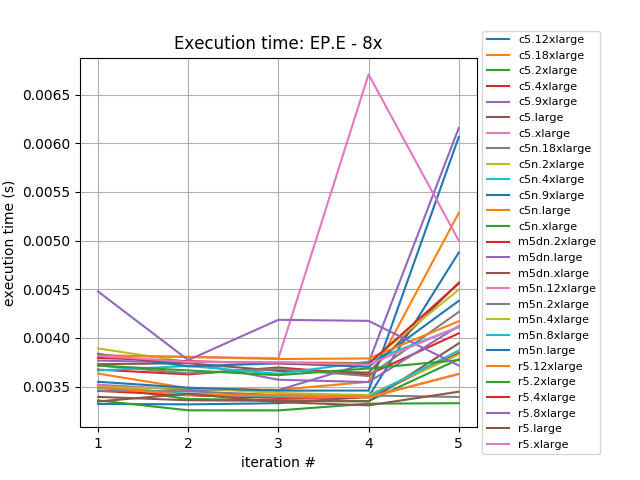 Execution time: EP.E - 8x
execution time (s)
0.0065
0.0060
0.0055
0.0050
0.0045
0.0040
0.0035
1 2 3 4 5
iteration #
c5.12xlarge
c5.18xlarge
c5.2xlarge
c5.4xlarge
c5.9xlarge
c5.large
c5.xlarge
c5n.18xlarge
c5n.2xlarge
c5n.4xlarge
c5n.9xlarge
c5n.large
c5n.xlarge
m5dn.2xlarge
m5dn.large
m5dn.xlarge
m5n.12xlarge
m5n.2xlarge
m5n.4xlarge
m5n.8xlarge
m5n.large
r5.12xlarge
r5.2xlarge
r5.4xlarge
r5.8xlarge
r5.large
r5.xlarge